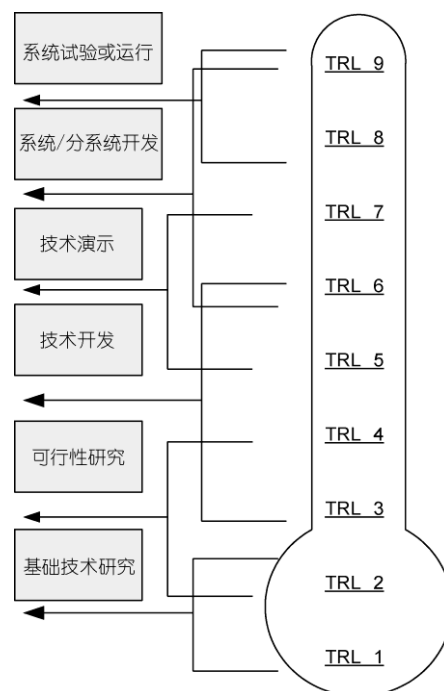 系统试验或运行
TRL 9
系统/分系统开发
TRL 8
技术演示
TRL 7
技术开发
TRL 6
TRL 5
可行性研究
TRL 4
TRL 3
基础技术研究
TRL 2
TRL 1